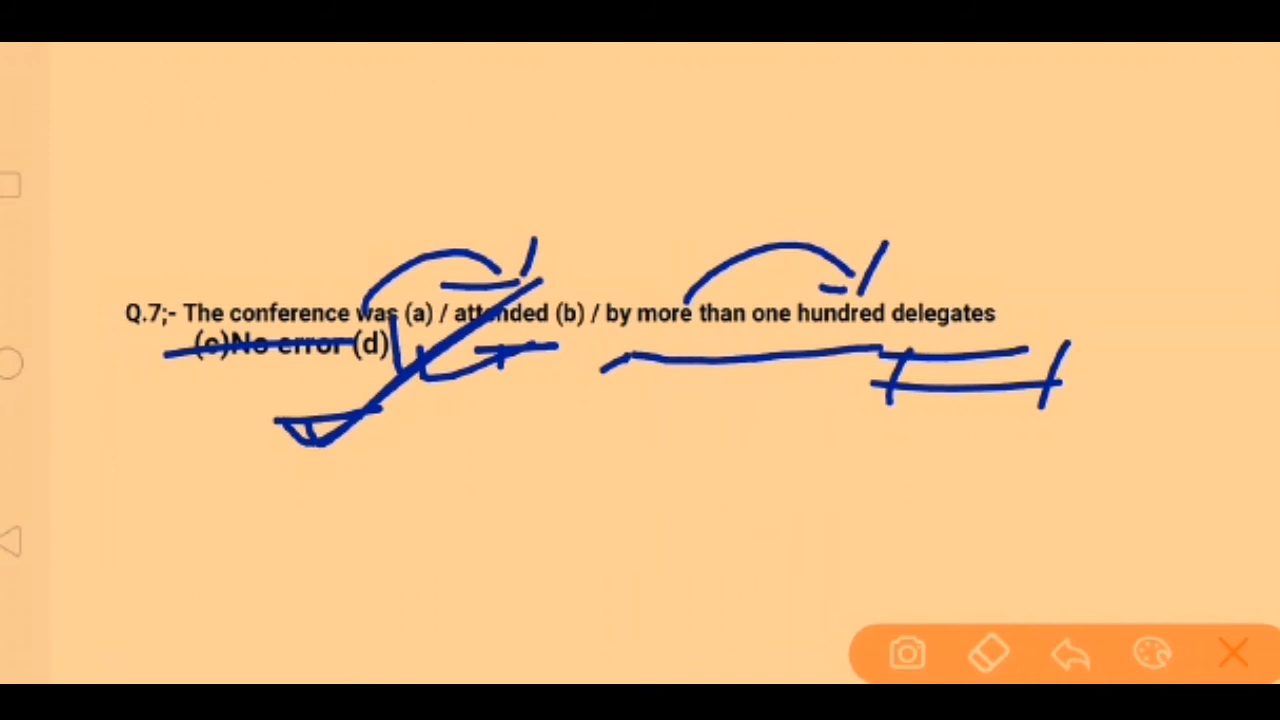 Q.7;- The conference was (a) / attended (b) / by more than one hundred delegates
(c)No error (d)